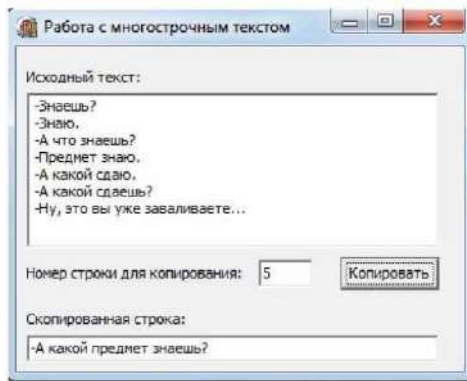 Работа с многострочным текстом
Исходный текст:
-Знаешь?
-Знаю.
-А что знаешь?
-Предмет знаю.
-А какой сдаю.
-А какой сдаешь?
-Ну, это вы уже заваливаете...
Номер строки для копирования: 5 Копировать
Скопированная строка:
-А какой предмет знаешь?